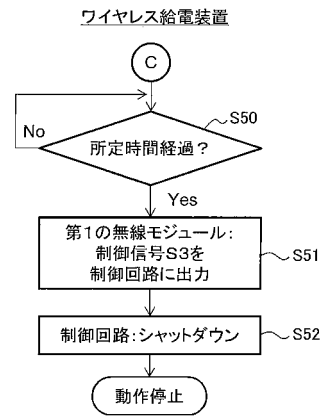 ワイヤレス給電装置
C
S50
No
所定時間経過？
Yes
第1の無線モジュール：
制御信号S3を
制御回路に出力
S51
制御回路：シャットダウン
S52
動作停止